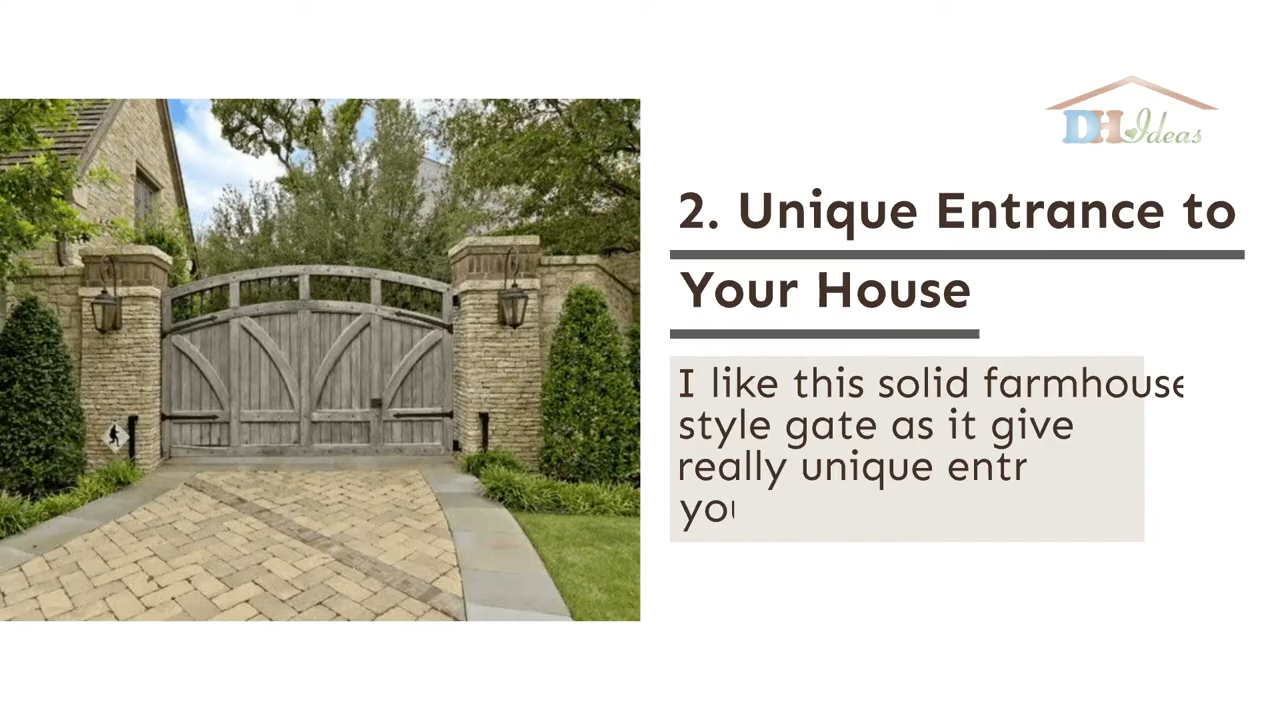 DH Ideas
2. Unique Entrance to
Your House
I like this solid farmhouse
style gate as it give
really unique